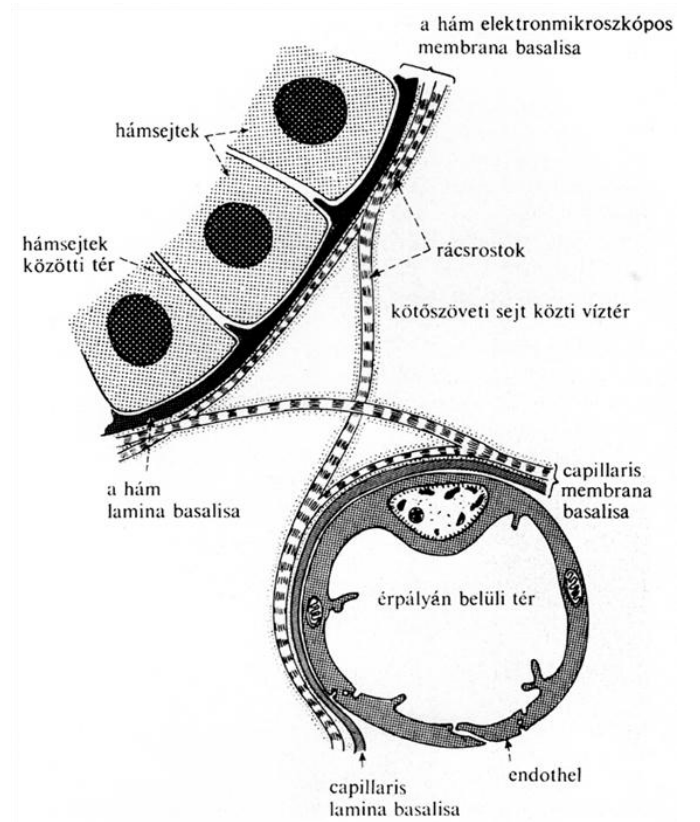 a hám elektronmikroszkópos
membrana basalisa
hámsejtek
hámsejtek
közötti tér
rácsrostok
kötőszöveti sejt közti víztér
a hám
lamina basalisa
capillaris
membrana
basalisa
érpályán belüli tér
endothel
capillaris
lamina basalisa